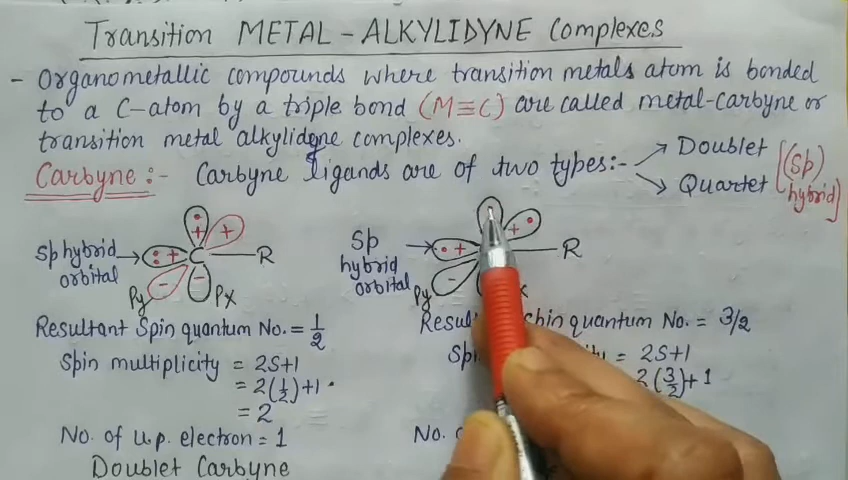 Transition METAL - ALKYLIDYNE Complexes
- Organometallic compounds where transition metals atom is bonded
to a C-atom by a triple bond (M≡C) are called metal-carbyne or
transition metal alkylidyne complexes.
Carbyne:- Carbyne ligands are of two types:- → Doublet → Quartet [(Sp) hybrid]
Sp hybrid orbital → : + + + C - - R Py Px
Sp hybrid orbital → • + + • - R Py x
Resultant Spin quantum No. = 1/2
Spin multiplicity = 2S+1
= 2(1/2)+1.
= 2
No. of u.p. electron = 1
Doublet Carbyne
quantum No. = 3/2
= 2S+1
(3/2)+1
No.